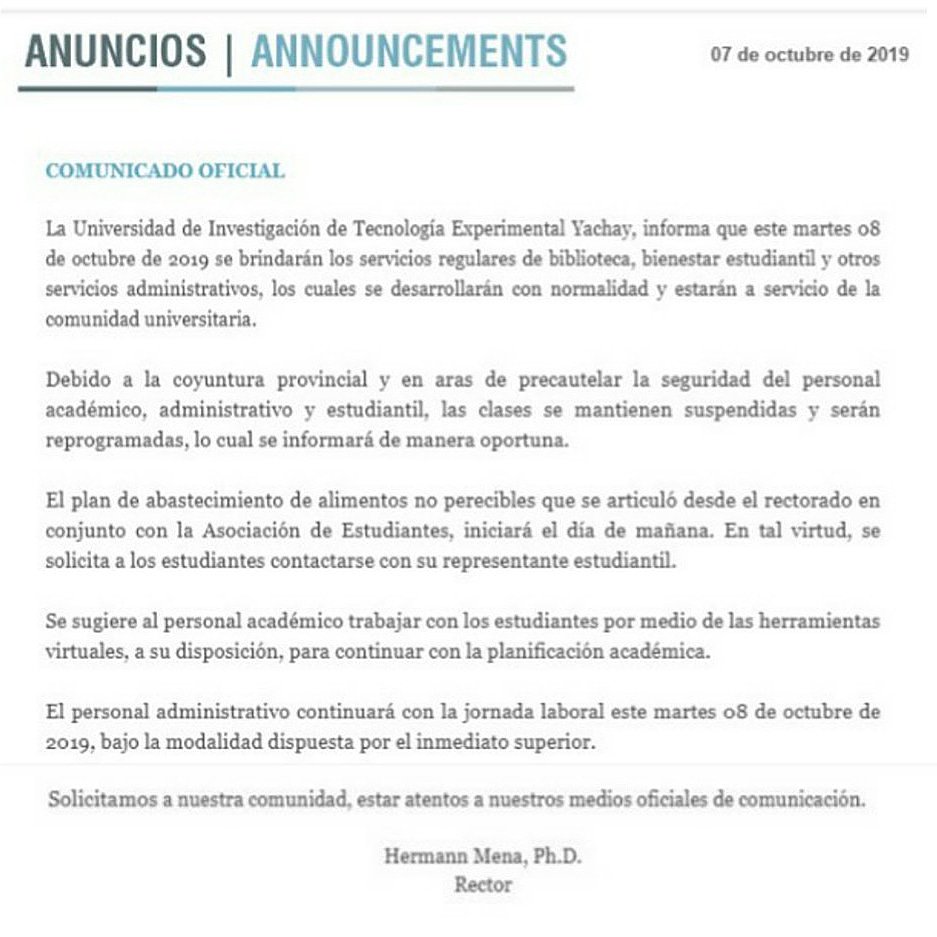 ANUNCIOS | ANNOUNCEMENTS
07 de octubre de 2019
COMUNICADO OFICIAL
La Universidad de Investigación de Tecnología Experimental Yachay, informa que este martes 08
de octubre de 2019 se brindarán los servicios regulares de biblioteca, bienestar estudiantil y otros
servicios administrativos, los cuales se desarrollarán con normalidad y estarán a servicio de la
comunidad universitaria.
Debido a la coyuntura provincial y en aras de precautelar la seguridad del personal
académico, administrativo y estudiantil, las clases se mantienen suspendidas y serán
reprogramadas, lo cual se informará de manera oportuna.
El plan de abastecimiento de alimentos no perecibles que se articuló desde el rectorado en
conjunto con la Asociación de Estudiantes, iniciará el día de mañana. En tal virtud, se
solicita a los estudiantes contactarse con su representante estudiantil.
Se sugiere al personal académico trabajar con los estudiantes por medio de las herramientas
virtuales, a su disposición, para continuar con la planificación académica.
El personal administrativo continuará con la jornada laboral este martes 08 de octubre de
2019, bajo la modalidad dispuesta por el inmediato superior.
Solicitamos a nuestra comunidad, estar atentos a nuestros medios oficiales de comunicación.
Hermann Mena, Ph.D.
Rector